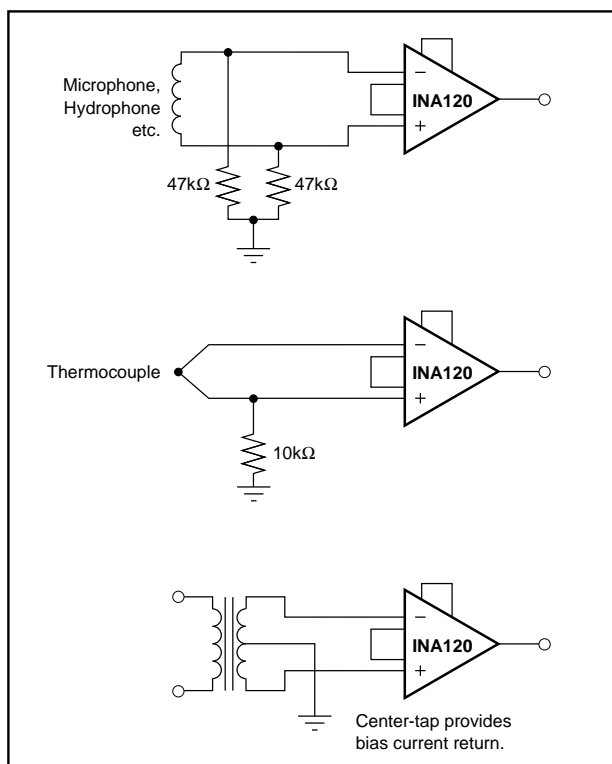 Microphone,
Hydrophone
etc.
−
INA120
+
47kΩ 47kΩ
Thermocouple
−
INA120
+
10kΩ
−
INA120
+
Center-tap provides
bias current return.